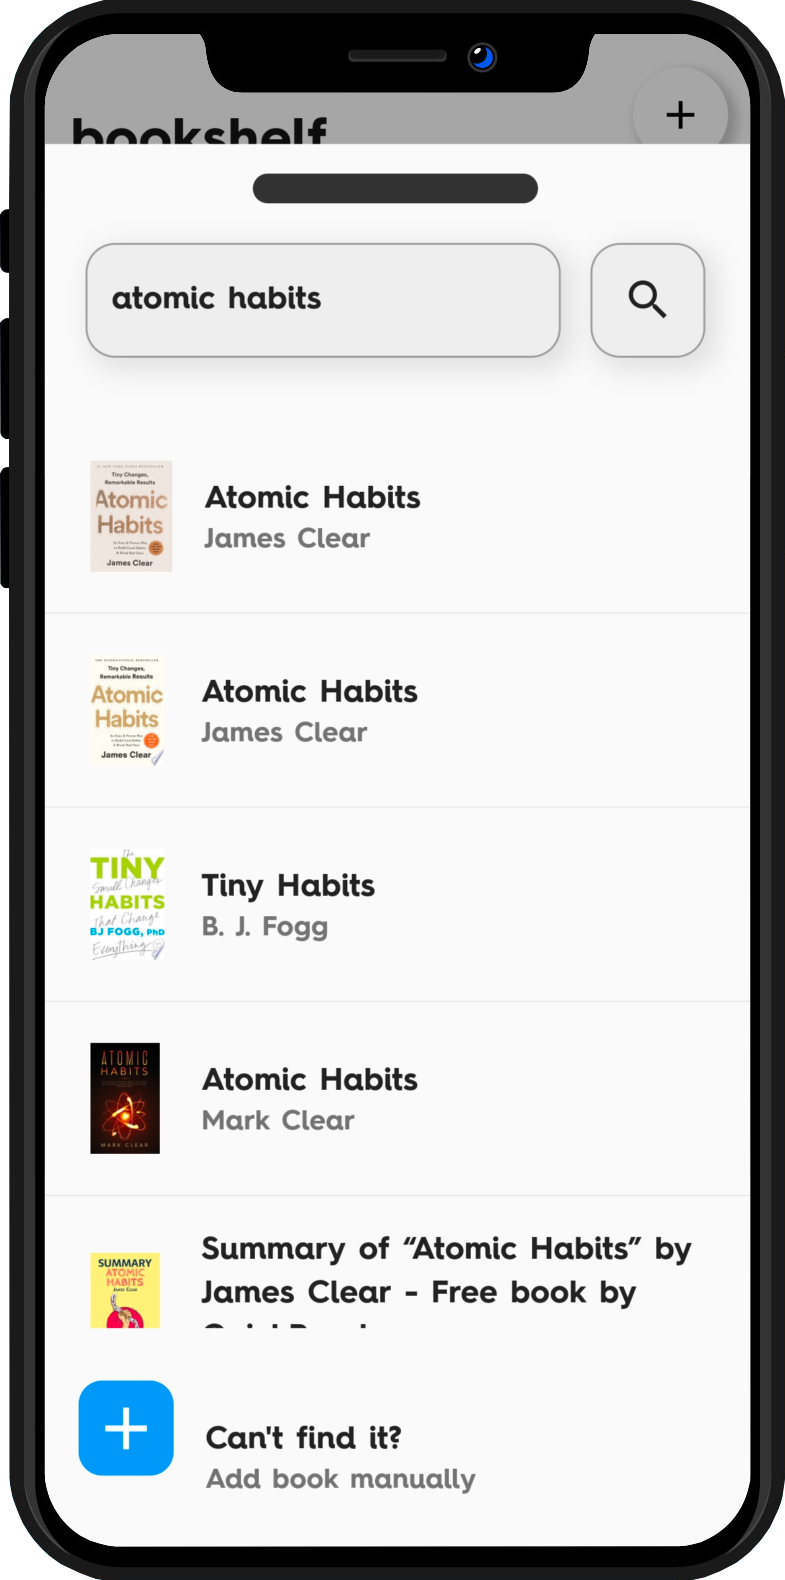 bookshelf
atomic habits
Tiny Changes,
Remarkable Results
Atomic
Habits
James Clear
Atomic Habits
James Clear
THE INTERNATIONAL BESTSELLER
Tiny Changes,
Remarkable Results
Atomic
Habits
James Clear
Atomic Habits
James Clear
The
TINY
Small Changes
HABITS
That Change
BJ FOGG, PhD
Everything
Tiny Habits
B. J. Fogg
ATOMIC
HABITS
MARK CLEAR
Atomic Habits
Mark Clear
SUMMARY
ATOMIC
HABITS
James Clear
Summary of “Atomic Habits” by
James Clear - Free book by
Can't find it?
Add book manually